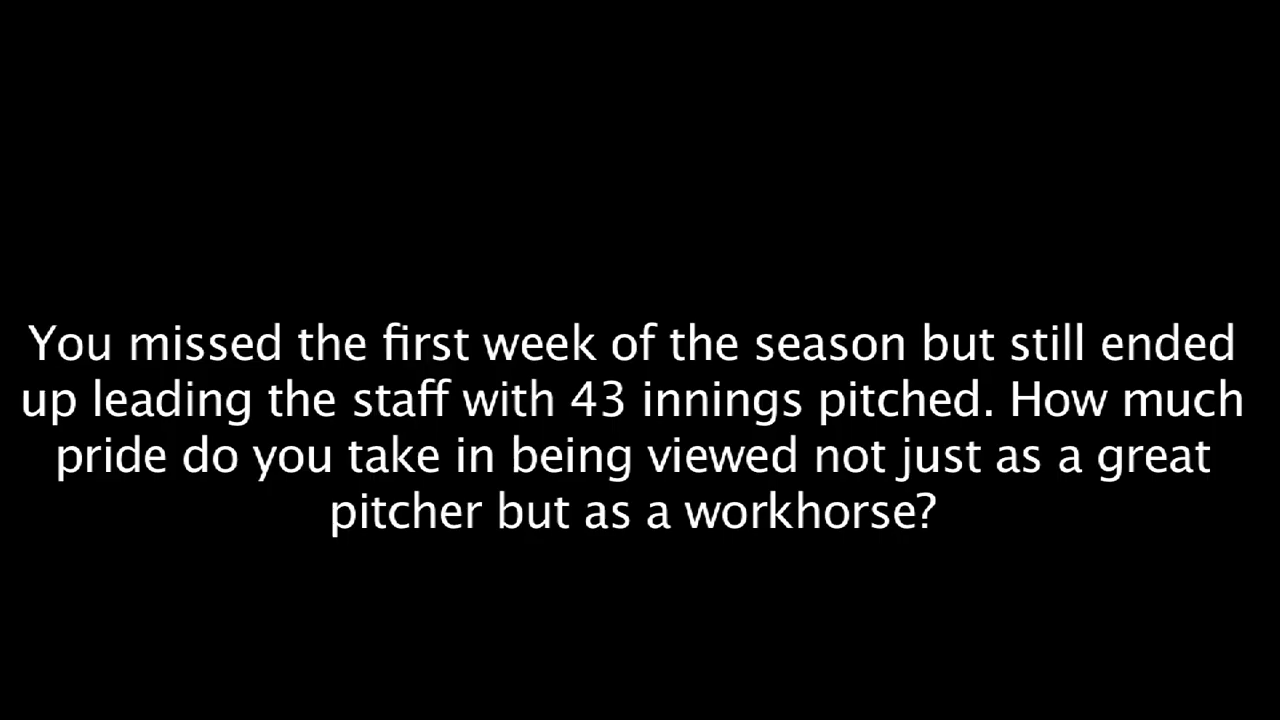 You missed the first week of the season but still ended
up leading the staff with 43 innings pitched. How much
pride do you take in being viewed not just as a great
pitcher but as a workhorse?